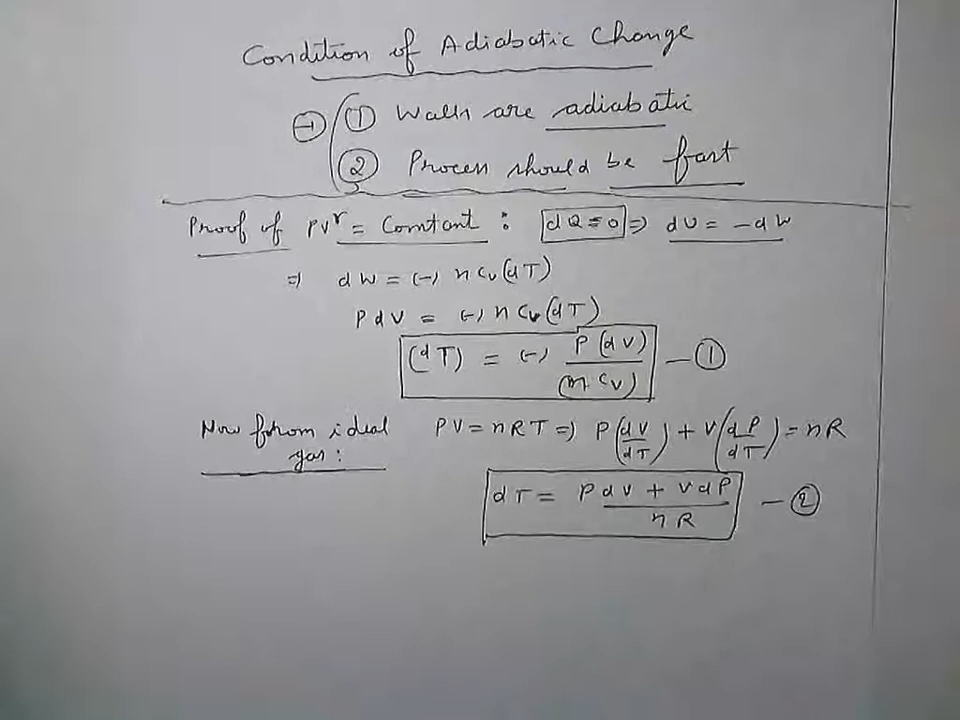 Condition of Adiabatic Change
→ ① Walls are adiabatic
② Process should be fast
Proof of PV^r = Constant : dQ = 0 ⇒ dU = -dW
⇒ dW = (-) n Cv (dT)
PdV = (-) n Cv (dT)
(dT) = (-) P(dV) / (n Cv) — ①
Now from ideal gas: PV = nRT ⇒ P(dV/dT) + V(dP/dT) = nR
dT = PdV + VdP / nR — ②